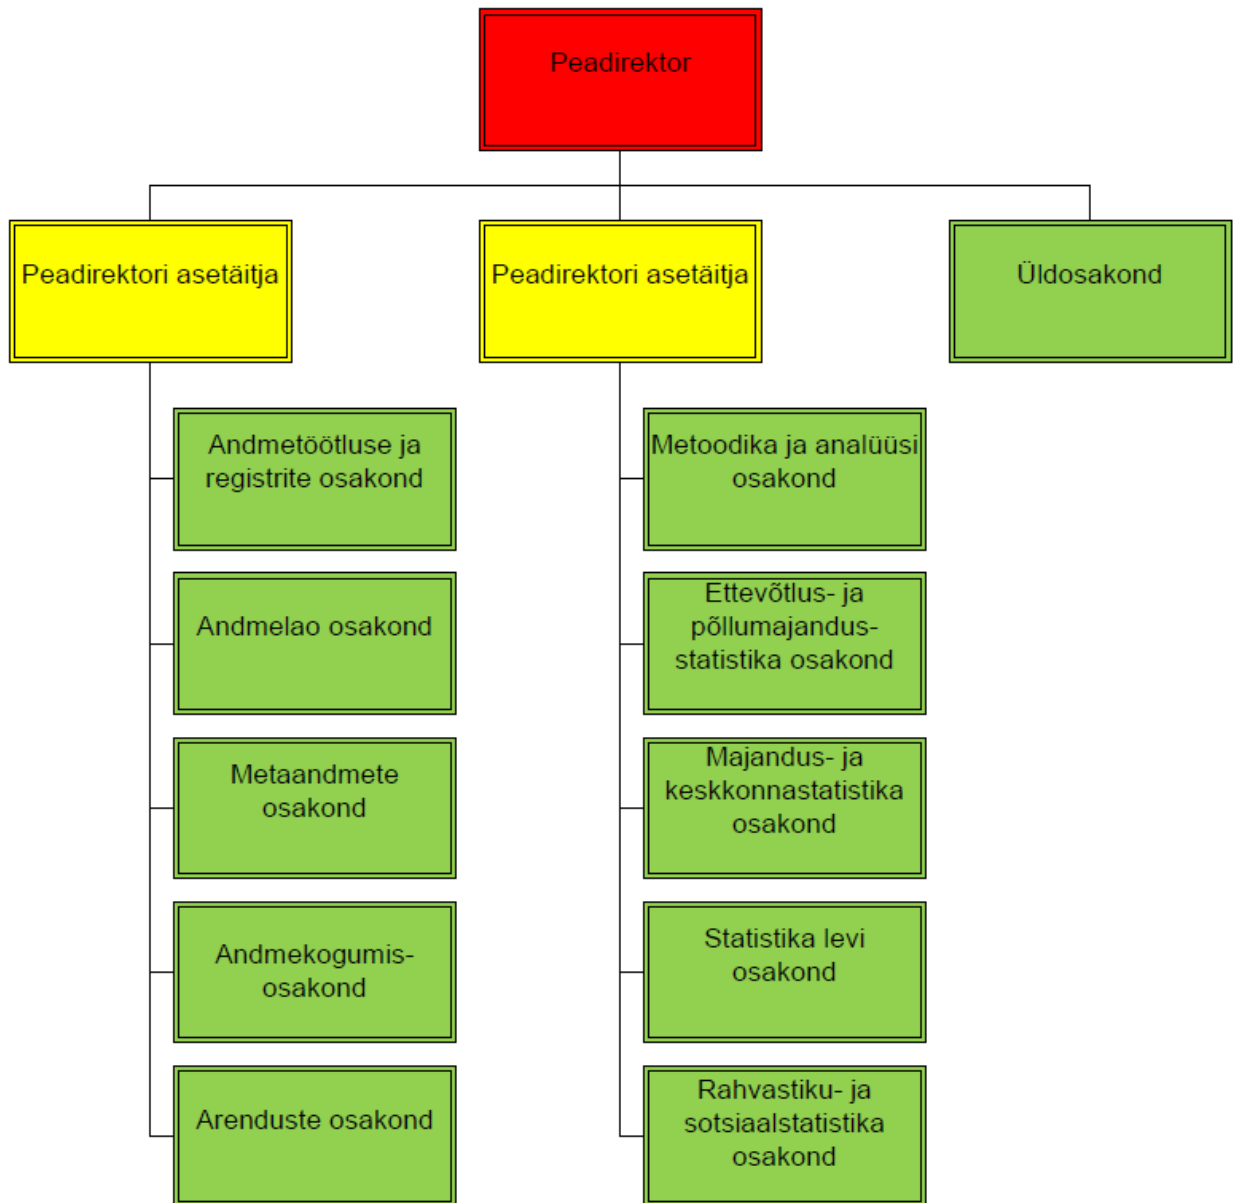 Peadirektor
Peadirektori asetäitja
Peadirektori asetäitja
Üldosakond
Andmetöötluse ja
registrite osakond
Andmelao osakond
Metaandmete
osakond
Andmekogumis-
osakond
Arenduste osakond
Metoodika ja analüüsi
osakond
Ettevõtlus- ja
põllumajandus-
statistika osakond
Majandus- ja
keskkonnastatistika
osakond
Statistika levi
osakond
Rahvastiku- ja
sotsiaalstatistika
osakond